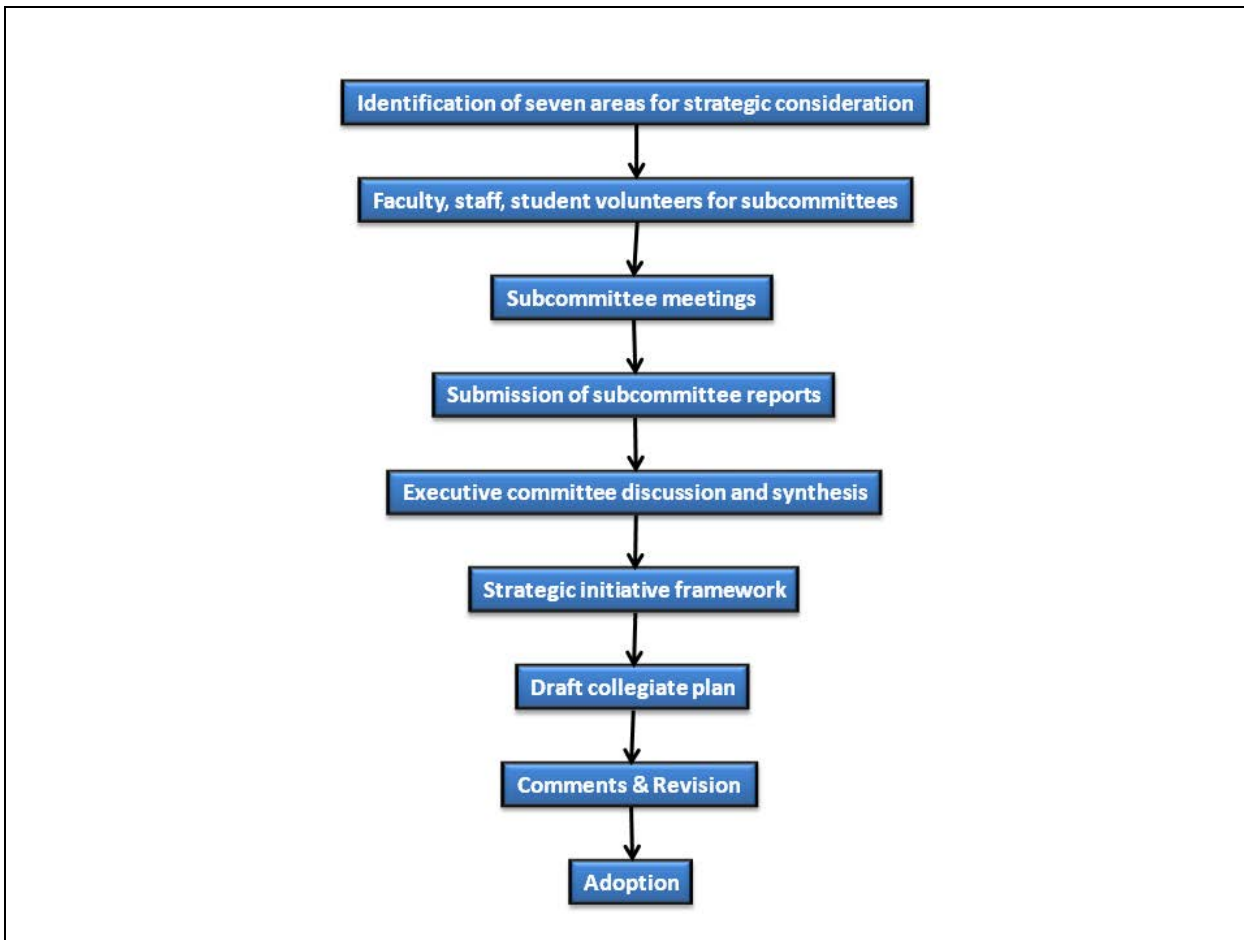 Identification of seven areas for strategic consideration
Faculty, staff, student volunteers for subcommittees
Subcommittee meetings
Submission of subcommittee reports
Executive committee discussion and synthesis
Strategic initiative framework
Draft collegiate plan
Comments & Revision
Adoption